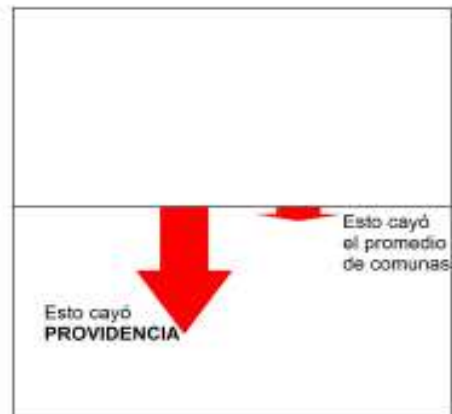 Esto cayó
el promedio
de comunas
Esto cayó
PROVIDENCIA